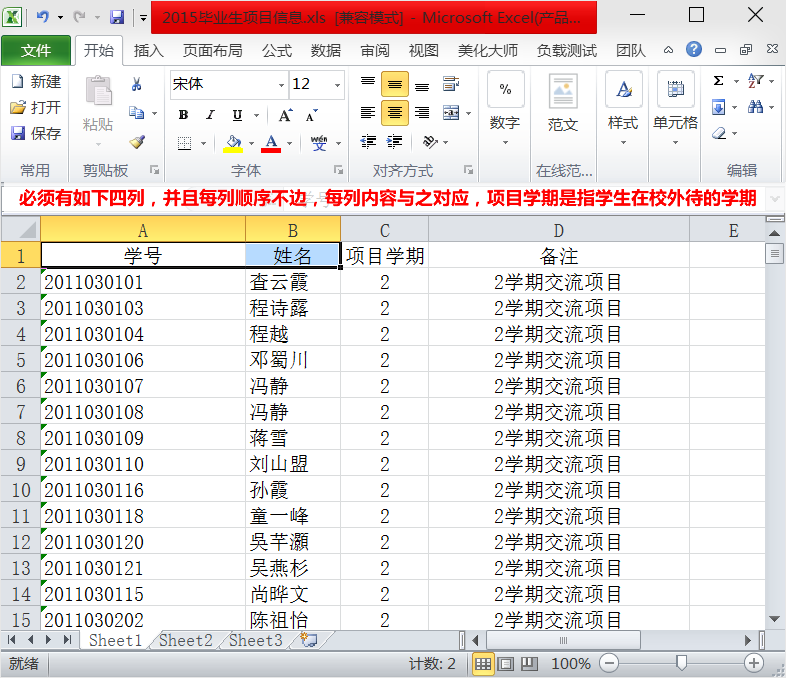 2015毕业生项目信息.xls [兼容模式] - Microsoft Excel(产品...
文件 开始 插入 页面布局 公式 数据 审阅 视图 美化大师 负载测试 团队
新建 打开 保存
常用
粘贴
剪贴板
宋体 12
B I U A A
A 变
字体
对齐方式
% 数字
范文
在线范...
样式
单元格
Σ
编辑
必须有如下四列，并且每列顺序不边，每列内容与之对应，项目学期是指学生在校外待的学期
A B C D E
1 学号 姓名 项目学期 备注
2 2011030101 查云霞 2 2学期交流项目
3 2011030103 程诗露 2 2学期交流项目
4 2011030104 程越 2 2学期交流项目
5 2011030106 邓蜀川 2 2学期交流项目
6 2011030107 冯静 2 2学期交流项目
7 2011030108 冯静 2 2学期交流项目
8 2011030109 蒋雪 2 2学期交流项目
9 2011030110 刘山盟 2 2学期交流项目
10 2011030116 孙霞 2 2学期交流项目
11 2011030118 童一峰 2 2学期交流项目
12 2011030120 吳芊灝 2 2学期交流项目
13 2011030121 吴燕杉 2 2学期交流项目
14 2011030115 尚晔文 2 2学期交流项目
15 2011030202 陈祖怡 2 2学期交流项目
Sheet1 Sheet2 Sheet3
就绪 计数: 2 100%